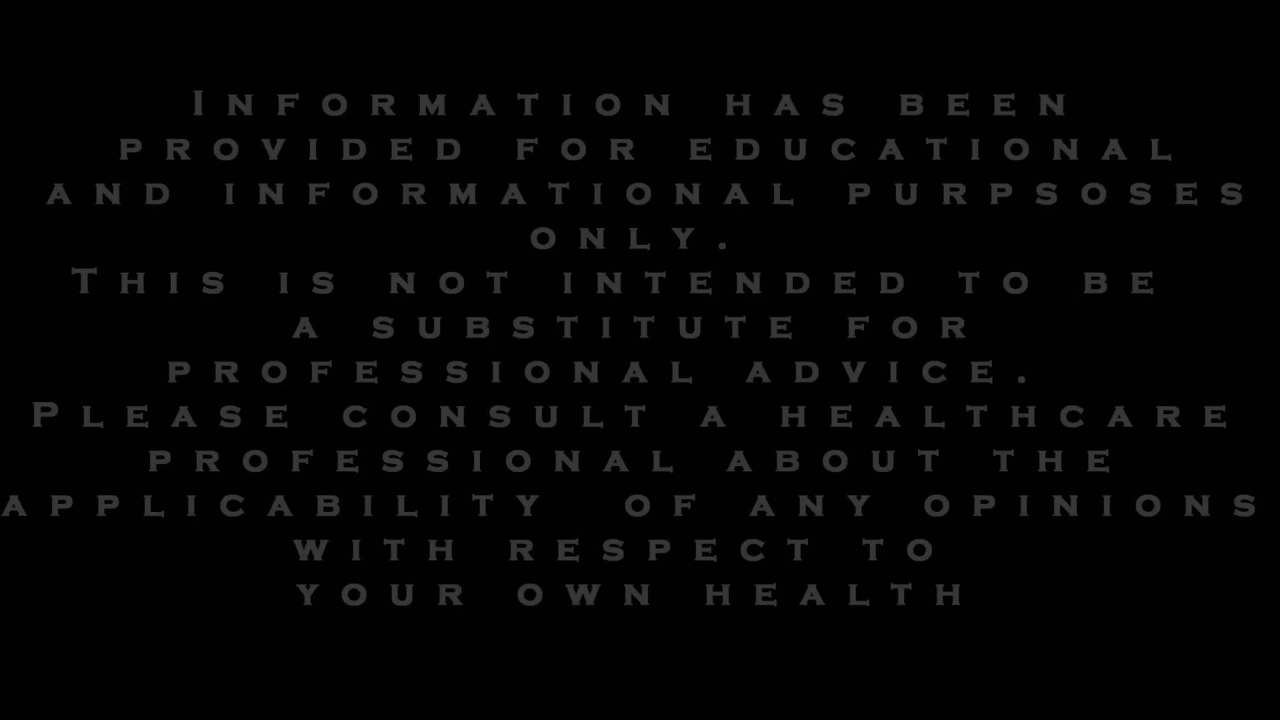 Information has been
provided for educational
and informational purpsoses
only.
This is not intended to be
a substitute for
professional advice.
Please consult a healthcare
professional about the
applicability of any opinions
with respect to
your own health